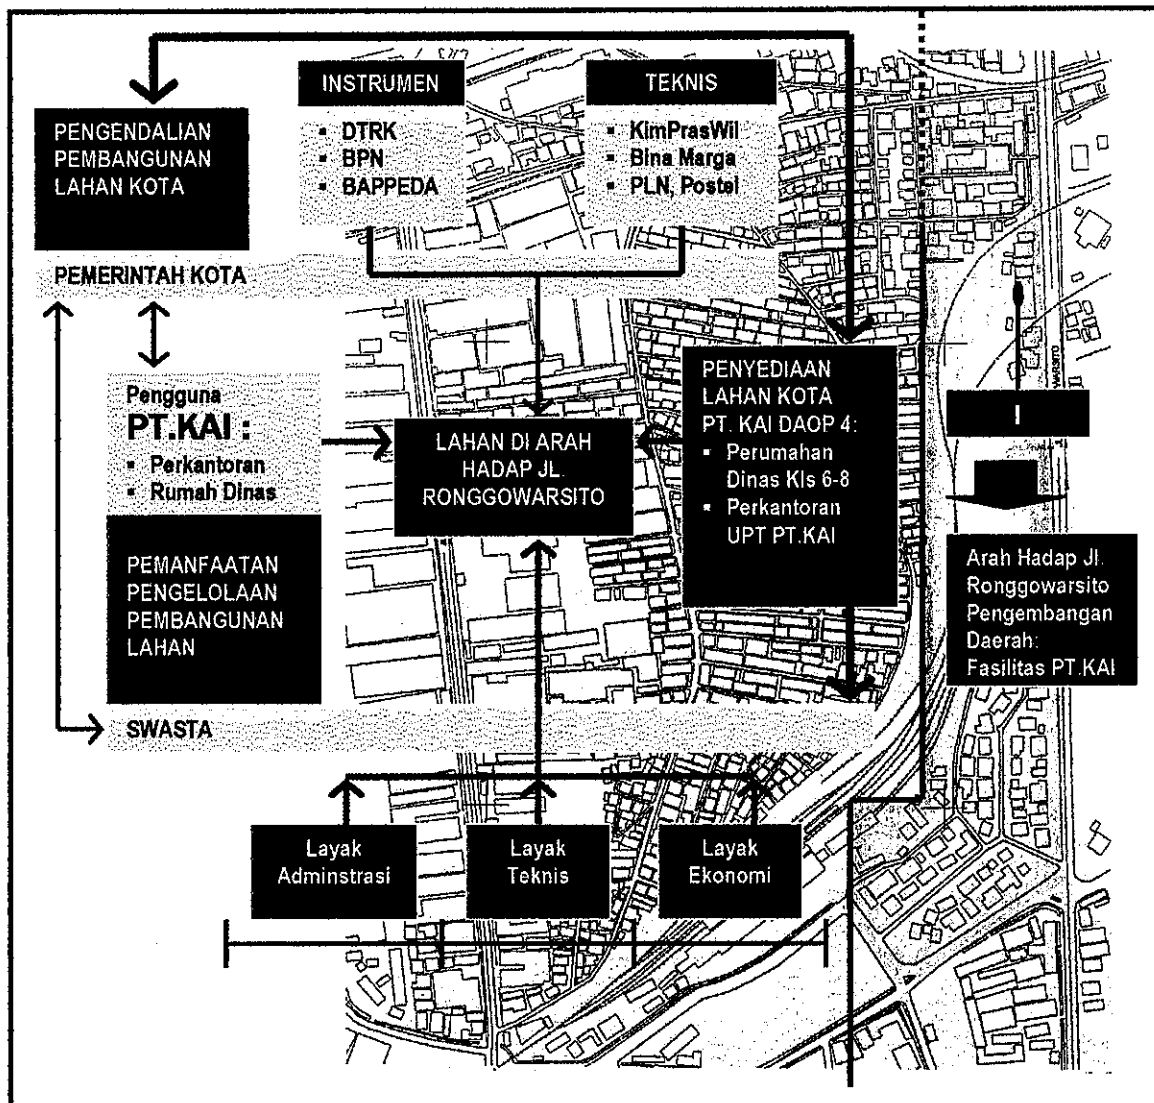 INSTRUMEN
▪ DTRK
▪ BPN
▪ BAPPEDA
TEKNIS
▪ KimPrasWil
▪ Bina Marga
▪ PLN, Postel
PENGENDALIAN
PEMBANGUNAN
LAHAN KOTA
PEMERINTAH KOTA
Pengguna
PT.KAI :
▪ Perkantoran
▪ Rumah Dinas
PEMANFAATAN
PENGELOLAAN
PEMBANGUNAN
LAHAN
SWASTA
LAHAN DI ARAH
HADAP JL.
RONGGOWARSITO
PENYEDIAAN
LAHAN KOTA
PT. KAI DAOP 4:
▪ Perumahan
Dinas Kls 6-8
▪ Perkantoran
UPT PT.KAI
I
Arah Hadap Jl.
Ronggowarsito
Pengembangan
Daerah:
Fasilitas PT.KAI
Layak
Adminstrasi
Layak
Teknis
Layak
Ekonomi